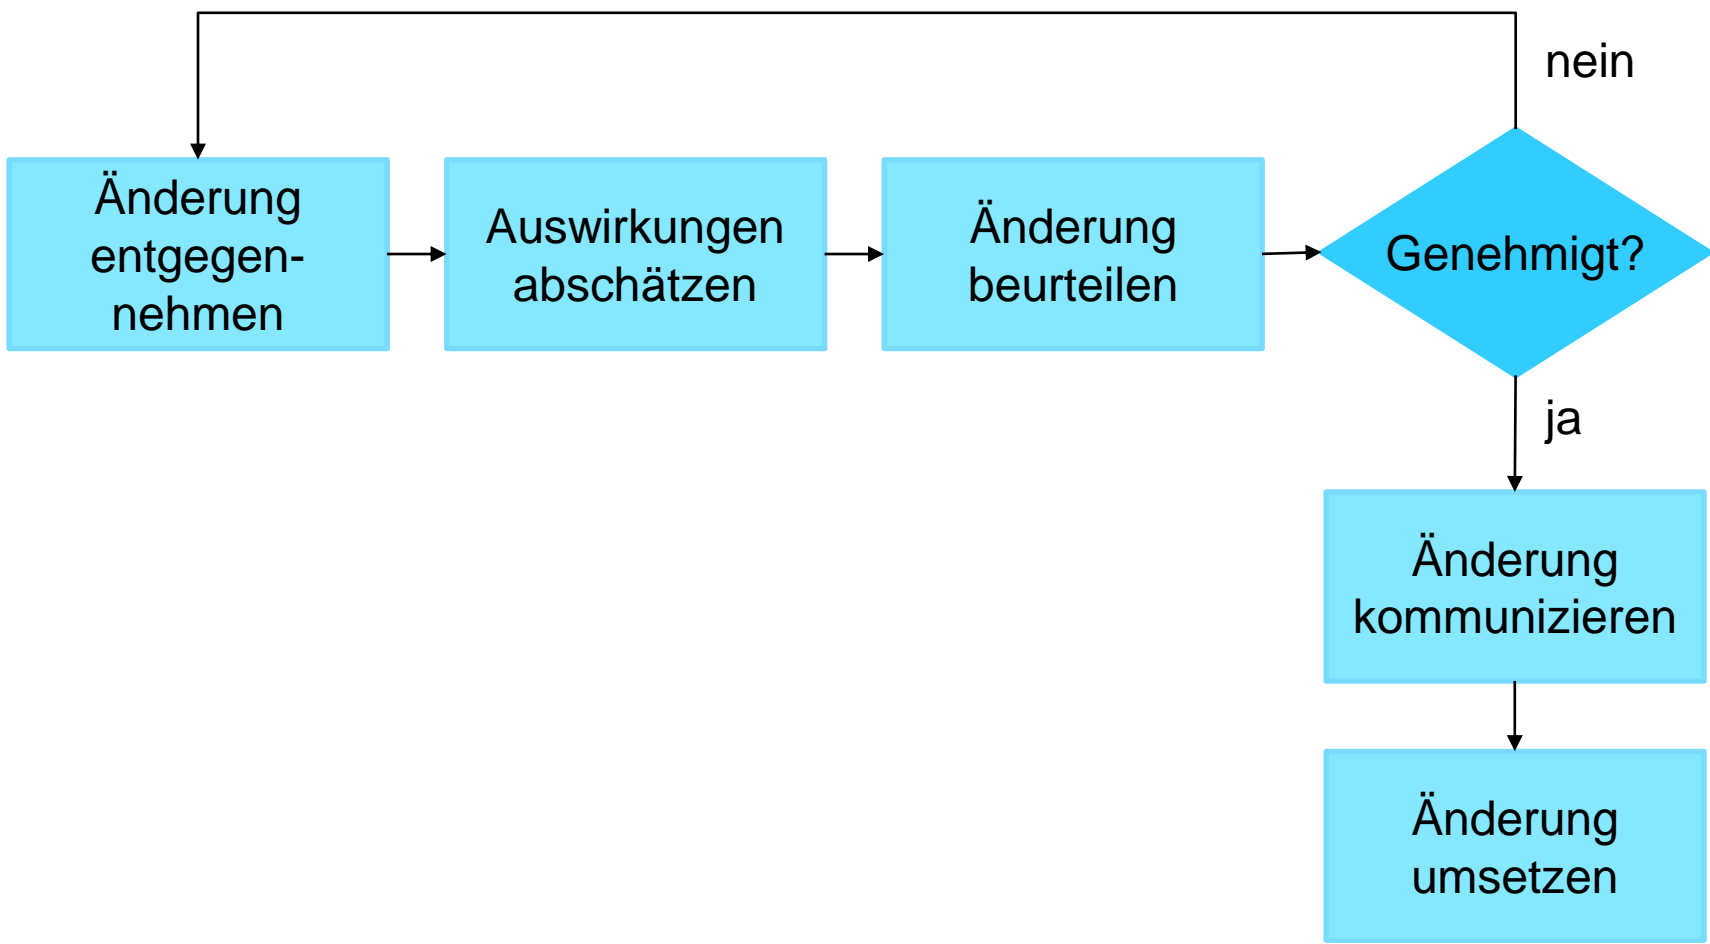 nein
Änderung
entgegen-
nehmen
Auswirkungen
abschätzen
Änderung
beurteilen
Genehmigt?
ja
Änderung
kommunizieren
Änderung
umsetzen